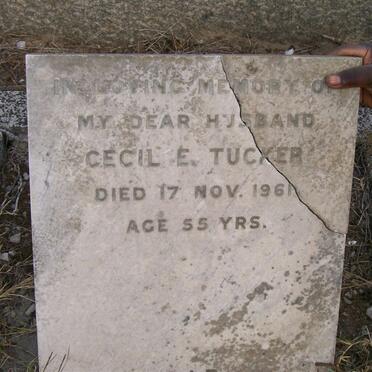 IN LOVING MEMORY OF
MY DEAR HUSBAND
CECIL E. TUCKER
DIED 17 NOV. 1961
AGE 55 YRS.